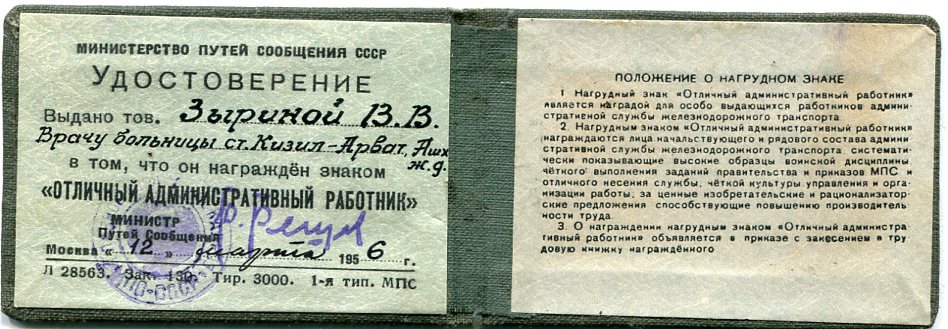 МИНИСТЕРСТВО ПУТЕЙ СООБЩЕНИЯ СССР
УДОСТОВЕРЕНИЕ
Выдано тов. Зыриной В.В.
Врачу больницы ст. Кизил-Арват, Ашх.
ж.д.
в том, что он награждён знаком
«ОТЛИЧНЫЙ АДМИНИСТРАТИВНЫЙ РАБОТНИК»
МИНИСТР
Путей Сообщения
Москва «12» марта 1956 г.
Л 28563. Зак. 130. Тир. 3000. 1-я тип. МПС
ПОЛОЖЕНИЕ О НАГРУДНОМ ЗНАКЕ
1 Нагрудный знак «Отличный административный работник»
является наградой для особо выдающихся работников админи-
стративной службы железнодорожного транспорта
2. Нагрудным знаком «Отличный административный работник»
награждаются лица начальствующего и рядового состава админи-
стративной службы железнодорожного транспорта систематиче-
ски показывающие высокие образцы воинской дисциплины
чёткого выполнения заданий правительства и приказов МПС и
отличного несения службы, чёткой культуры управления и орга-
низации работы, за ценные изобретательские и рационализатор-
ские предложения способствующие повышению производитель
ности труда.
3. О награждении нагрудным знаком «Отличный администра
тивный работник» объявляется в приказе с занесением в тру
довую книжку награждённого